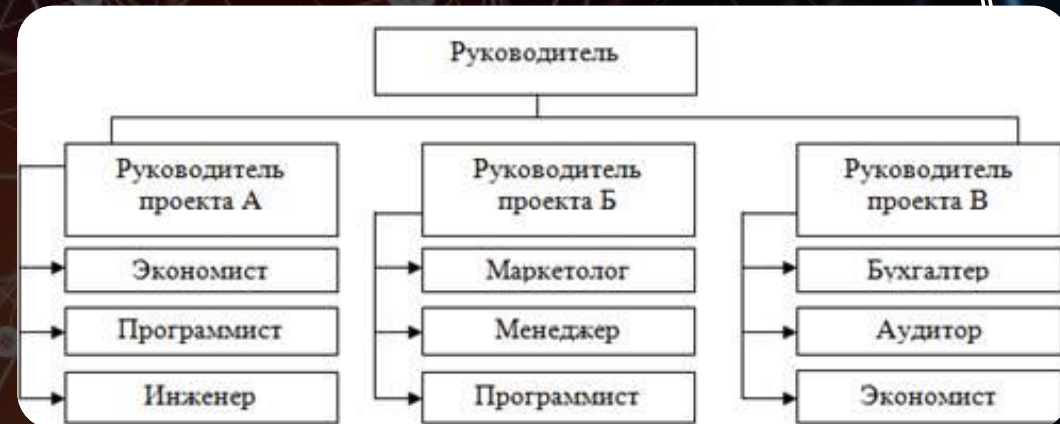 Руководитель
Руководитель
проекта А
Экономист
Программист
Инженер
Руководитель
проекта Б
Маркетолог
Менеджер
Программист
Руководитель
проекта В
Бухгалтер
Аудитор
Экономист